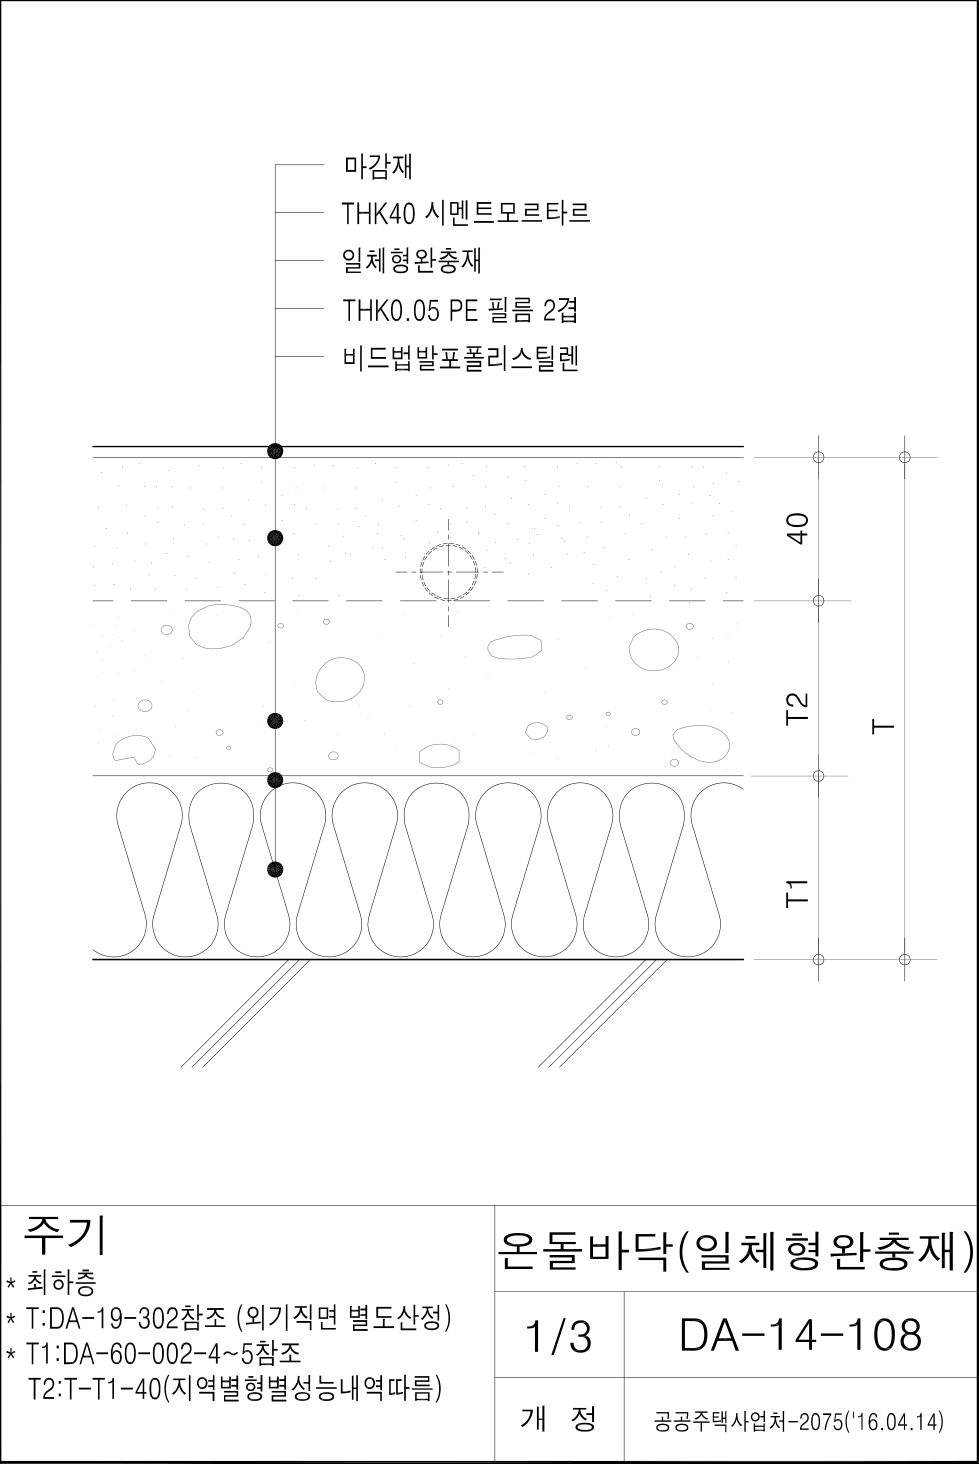 마감재
THK40 시멘트모르타르
일체형완충재
THK0.05 PE 필름 2겹
비드법발포폴리스틸렌
40
T2
T
T1
주기
* 최하층
* T:DA-19-302참조 (외기직면 별도산정)
* T1:DA-60-002-4~5참조
T2:T-T1-40(지역별형별성능내역따름)
온돌바닥(일체형완충재)
1/3
DA-14-108
개 정
공공주택사업처-2075('16.04.14)